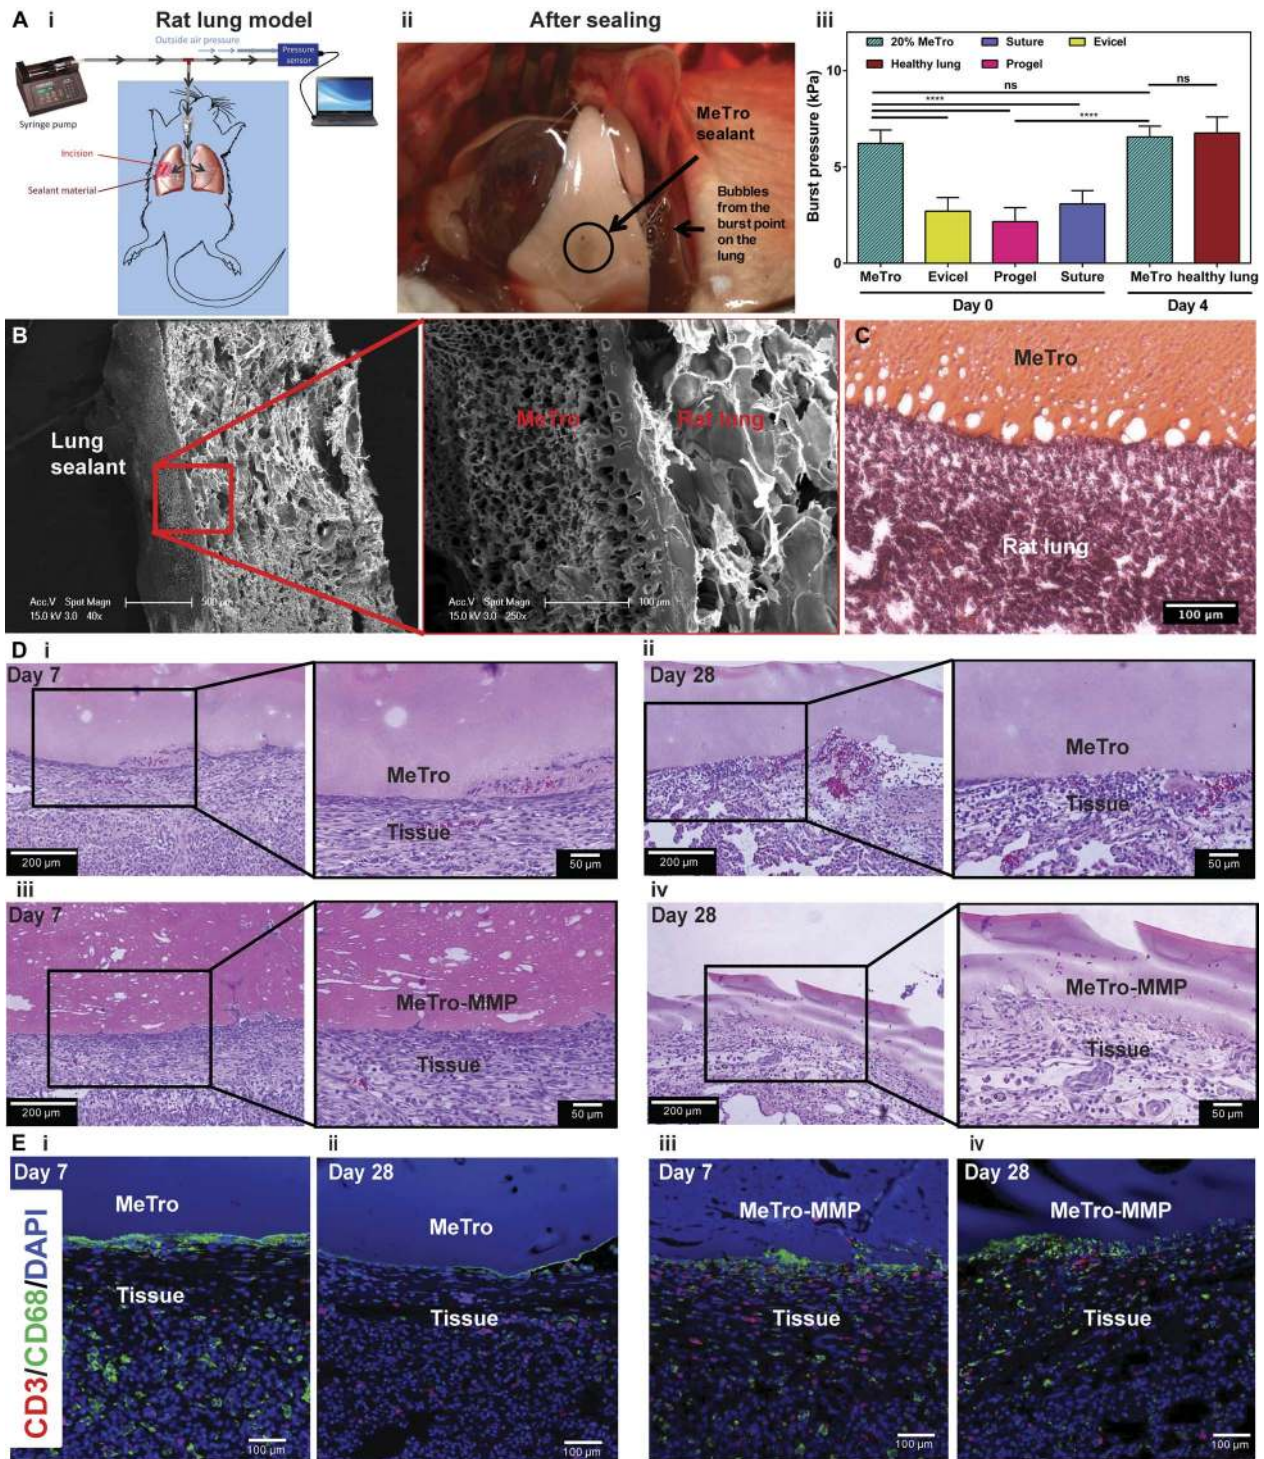 A i Rat lung model
Outside air pressure
Pressure
sensor
Syringe pump
Incision
Sealant material
ii After sealing
MeTro
sealant
Bubbles
from the
burst point
on the
lung
iii
20% MeTro Suture Evicel
Healthy lung Progel
Burst pressure (kPa)
10
5
0
ns
ns
****
****
MeTro Evicel Progel Suture MeTro healthy lung
Day 0 Day 4
B
Lung
sealant
Acc.V Spot Magn 500 µm
15.0 kV 3.0 40x
MeTro Rat lung
Acc.V Spot Magn 100 µm
15.0 kV 3.0 250x
C
MeTro
Rat lung
100 µm
D i
Day 7
200 µm
MeTro
Tissue
50 µm
ii
Day 28
200 µm
MeTro
Tissue
50 µm
iii
Day 7
200 µm
MeTro-MMP
Tissue
50 µm
iv
Day 28
200 µm
MeTro-MMP
Tissue
50 µm
E i
Day 7
MeTro
Tissue
CD3/CD68/DAPI
100 µm
ii
Day 28
MeTro
Tissue
100 µm
iii
Day 7
MeTro-MMP
Tissue
100 µm
iv
Day 28
MeTro-MMP
Tissue
100 µm